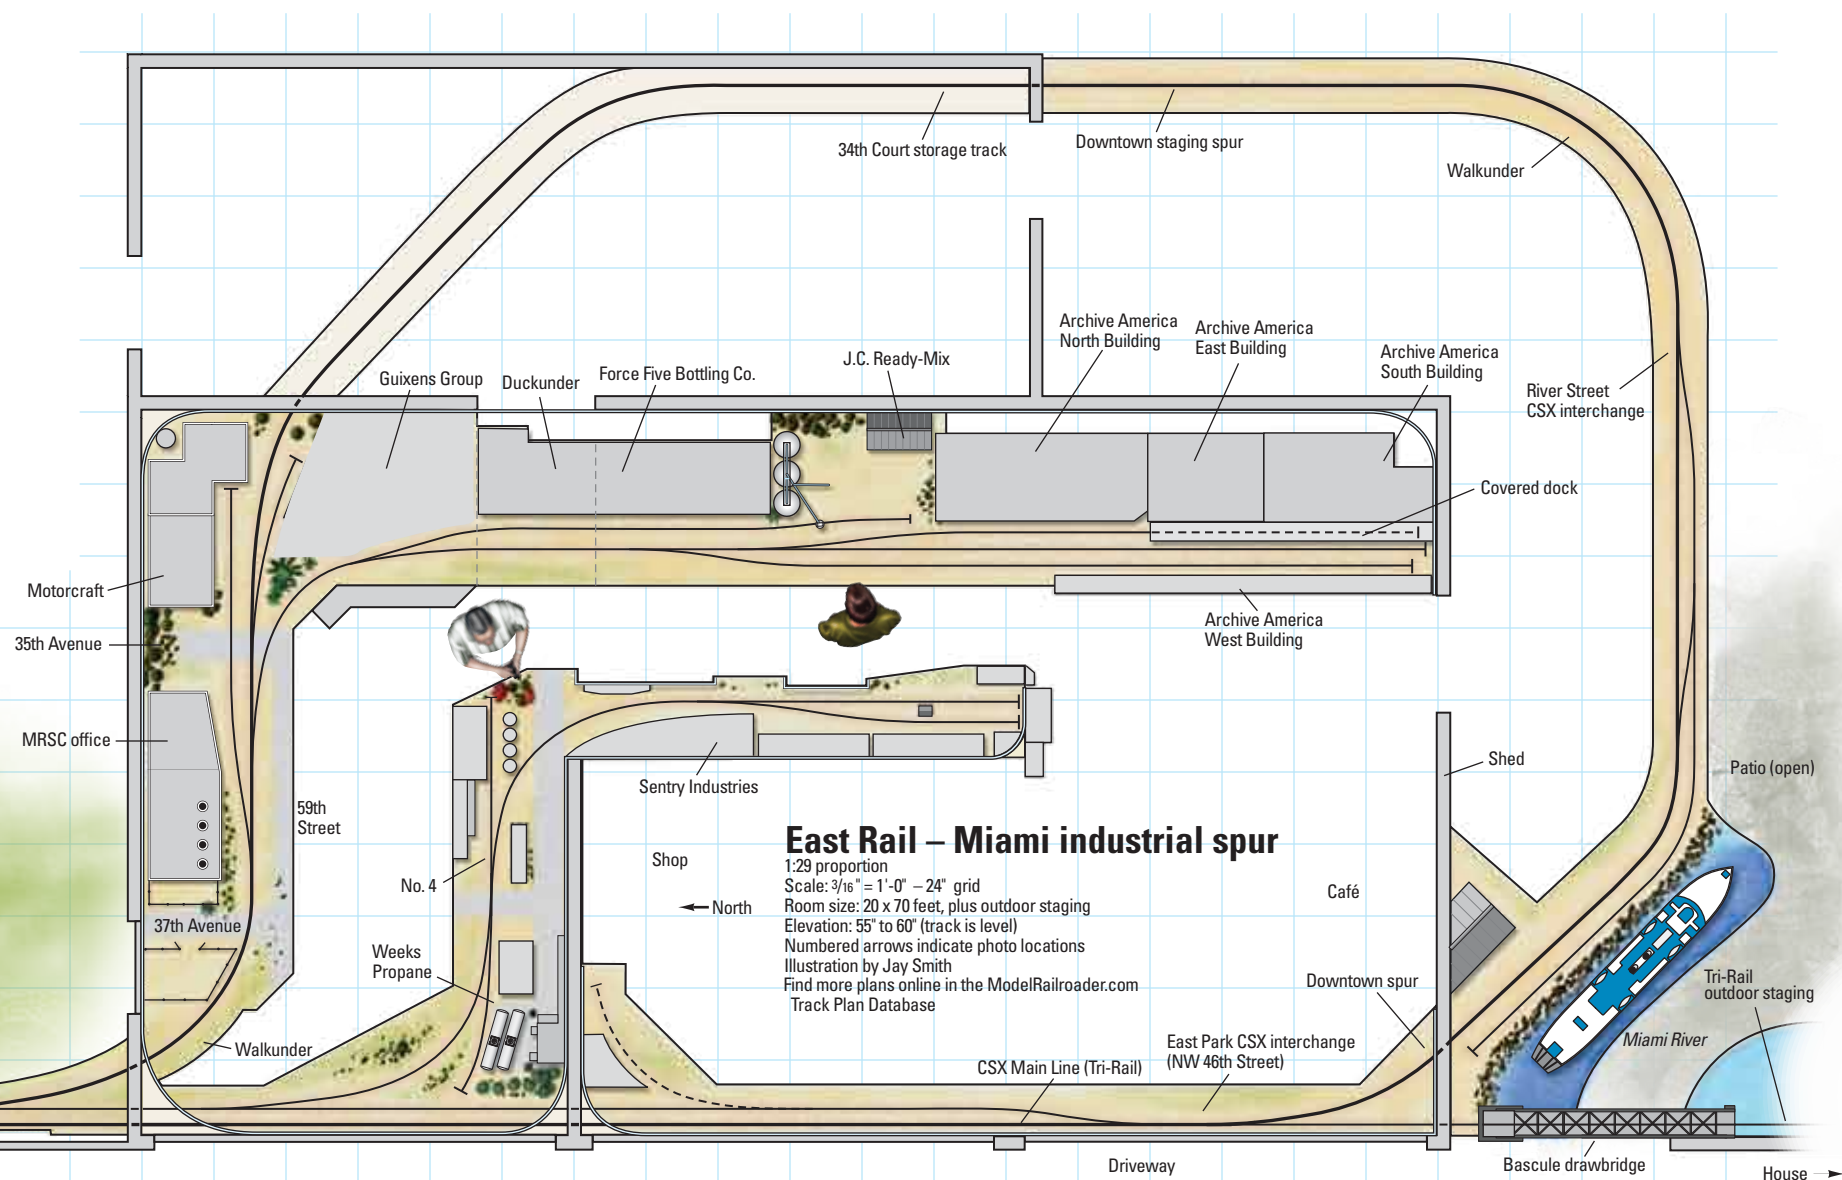 34th Court storage track
Downtown staging spur
Walkunder
Guixens Group
Duckunder
Force Five Bottling Co.
J.C. Ready-Mix
Archive America
North Building
Archive America
East Building
Archive America
South Building
River Street
CSX interchange
Covered dock
Motorcraft
35th Avenue
MRSC office
Archive America
West Building
59th
Street
37th Avenue
Walkunder
No. 4
Weeks
Propane
Sentry Industries
Shop
North
East Rail – Miami industrial spur
1:29 proportion
Scale: 3/16" = 1'-0" – 24" grid
Room size: 20 x 70 feet, plus outdoor staging
Elevation: 55" to 60" (track is level)
Numbered arrows indicate photo locations
Illustration by Jay Smith
Find more plans online in the ModelRailroader.com
Track Plan Database
Café
Shed
Patio (open)
Downtown spur
East Park CSX interchange
(NW 46th Street)
CSX Main Line (Tri-Rail)
Tri-Rail
outdoor staging
Miami River
Driveway
Bascule drawbridge
House